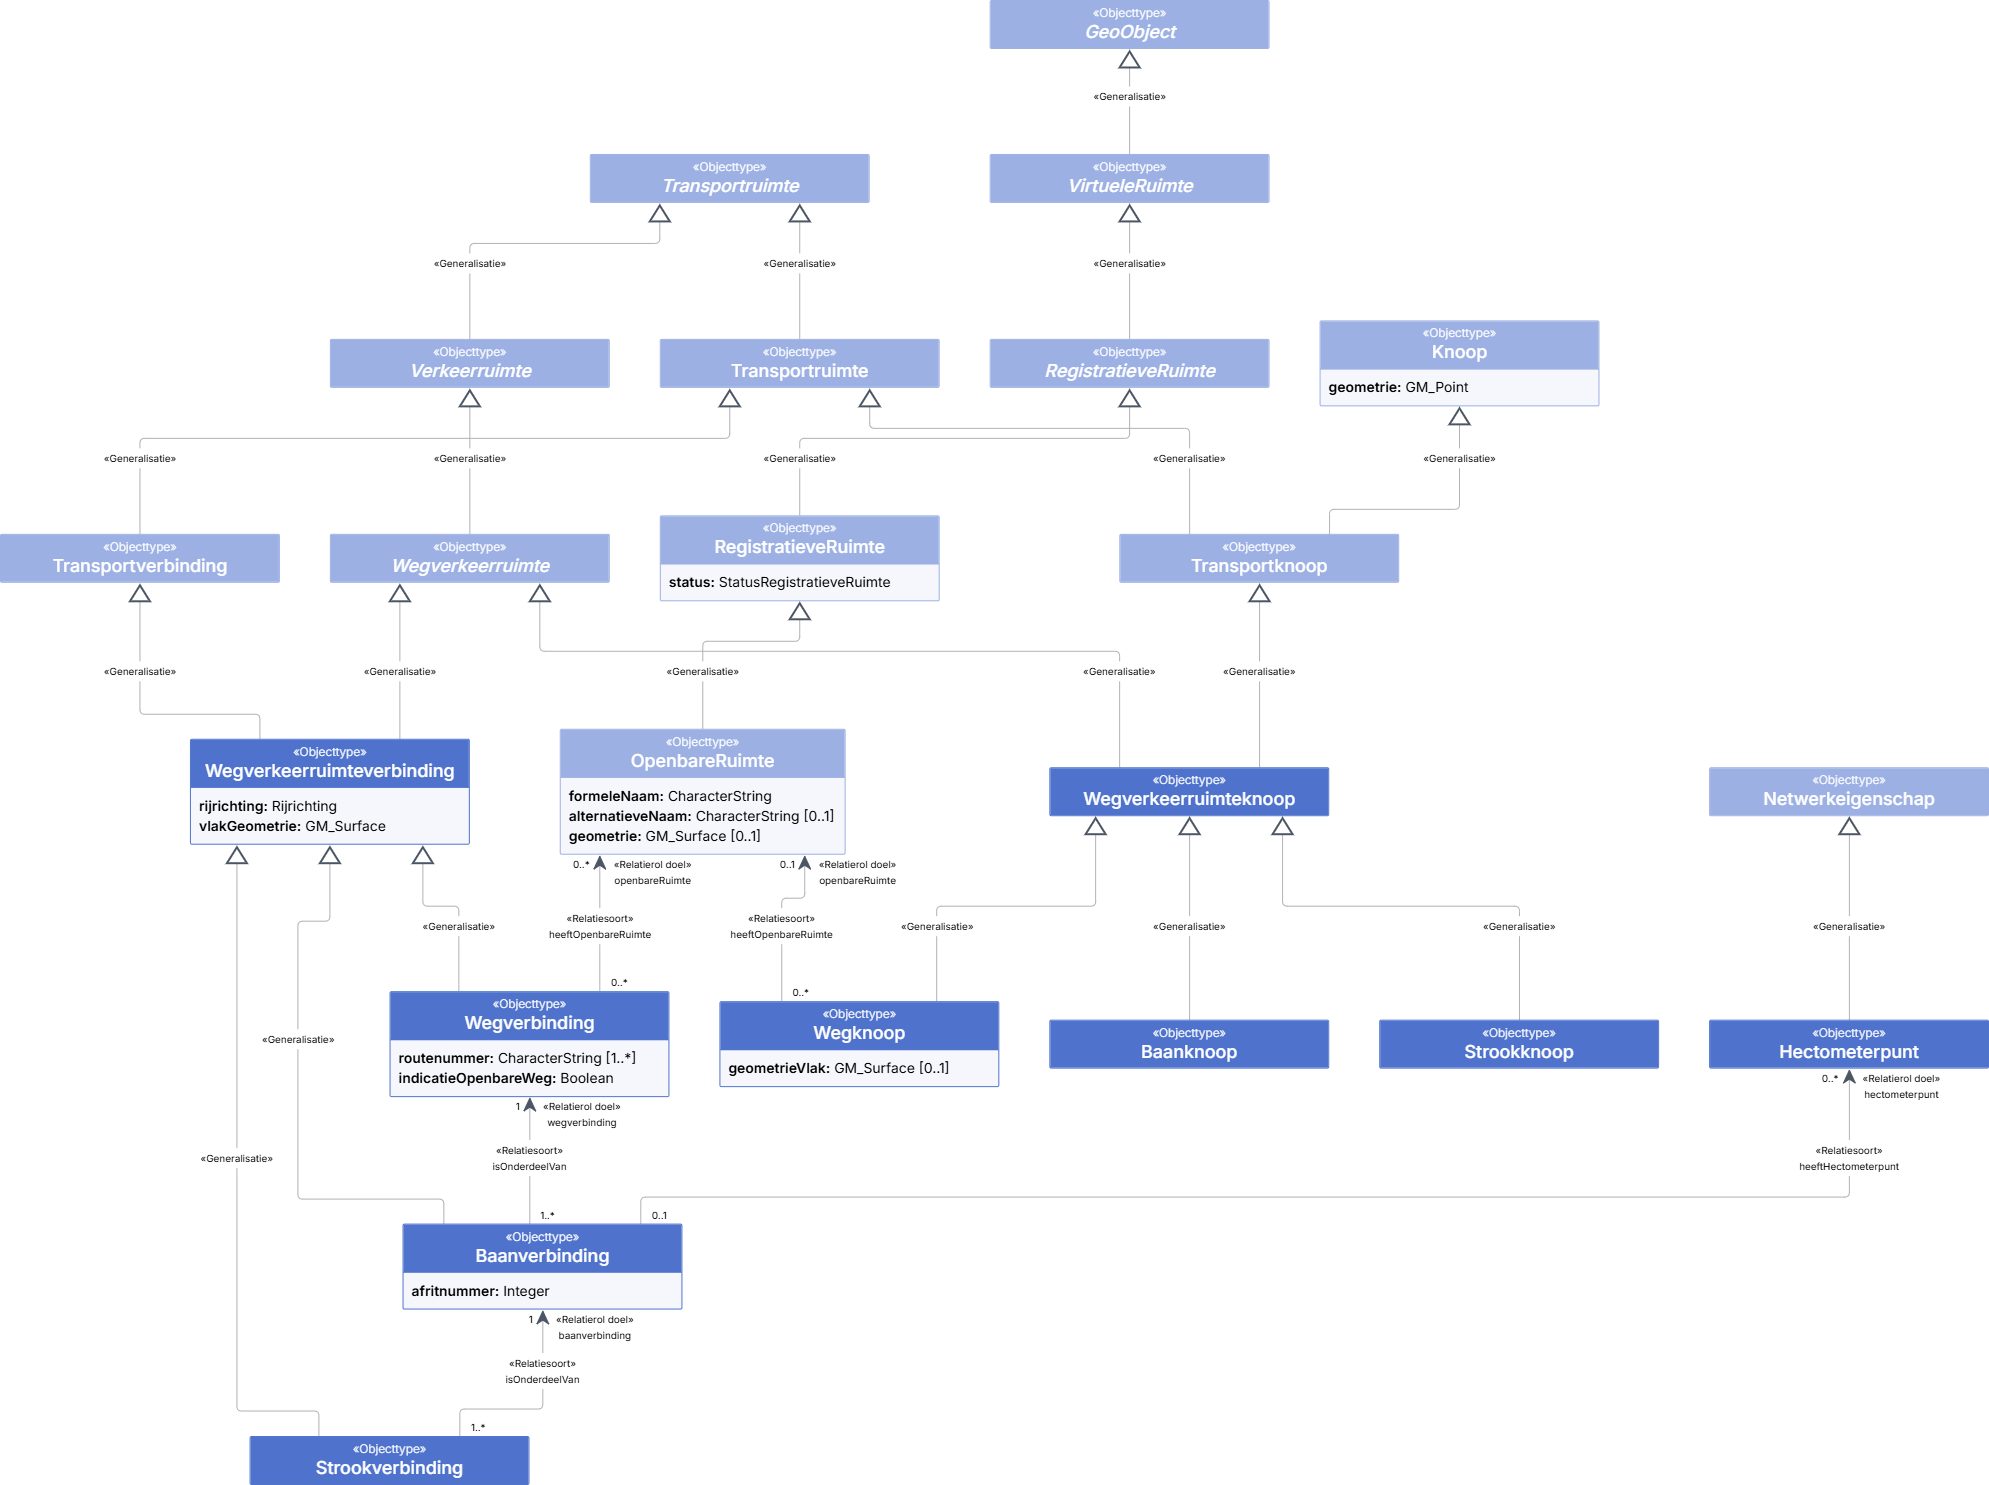 «Objecttype»
GeoObject
«Generalisatie»
«Objecttype»
Transportruimte
«Objecttype»
VirtueleRuimte
«Generalisatie»
«Generalisatie»
«Generalisatie»
«Objecttype»
Verkeerruimte
«Objecttype»
Transportruimte
«Objecttype»
RegistratieveRuimte
«Objecttype»
Knoop
geometrie: GM_Point
«Generalisatie»
«Generalisatie»
«Generalisatie»
«Generalisatie»
«Generalisatie»
«Objecttype»
Transportverbinding
«Objecttype»
Wegverkeerruimte
«Objecttype»
RegistratieveRuimte
status: StatusRegistratieveRuimte
«Objecttype»
Transportknoop
«Generalisatie»
«Generalisatie»
«Generalisatie»
«Generalisatie»
«Generalisatie»
«Objecttype»
Wegverkeerruimteverbinding
rijrichting: Rijrichting
vlakGeometrie: GM_Surface
«Objecttype»
OpenbareRuimte
formeleNaam: CharacterString
alternatieveNaam: CharacterString [0..1]
geometrie: GM_Surface [0..1]
«Objecttype»
Wegverkeerruimteknoop
«Objecttype»
Netwerkeigenschap
0..*
«Relatierol doel»
openbareRuimte
0..1
«Relatierol doel»
openbareRuimte
«Generalisatie»
«Relatiesoort»
heeftOpenbareRuimte
«Relatiesoort»
heeftOpenbareRuimte
«Generalisatie»
«Generalisatie»
«Generalisatie»
«Generalisatie»
0..*
0..*
«Objecttype»
Wegverbinding
routenummer: CharacterString [1..*]
indicatieOpenbareWeg: Boolean
«Objecttype»
Wegknoop
geometrieVlak: GM_Surface [0..1]
«Objecttype»
Baanknoop
«Objecttype»
Strookknoop
«Objecttype»
Hectometerpunt
«Generalisatie»
1
«Relatierol doel»
wegverbinding
0..*
«Relatierol doel»
hectometerpunt
«Generalisatie»
«Relatiesoort»
isOnderdeelVan
«Relatiesoort»
heeftHectometerpunt
1..*
0..1
«Objecttype»
Baanverbinding
afritnummer: Integer
1
«Relatierol doel»
baanverbinding
«Relatiesoort»
isOnderdeelVan
1..*
«Objecttype»
Strookverbinding